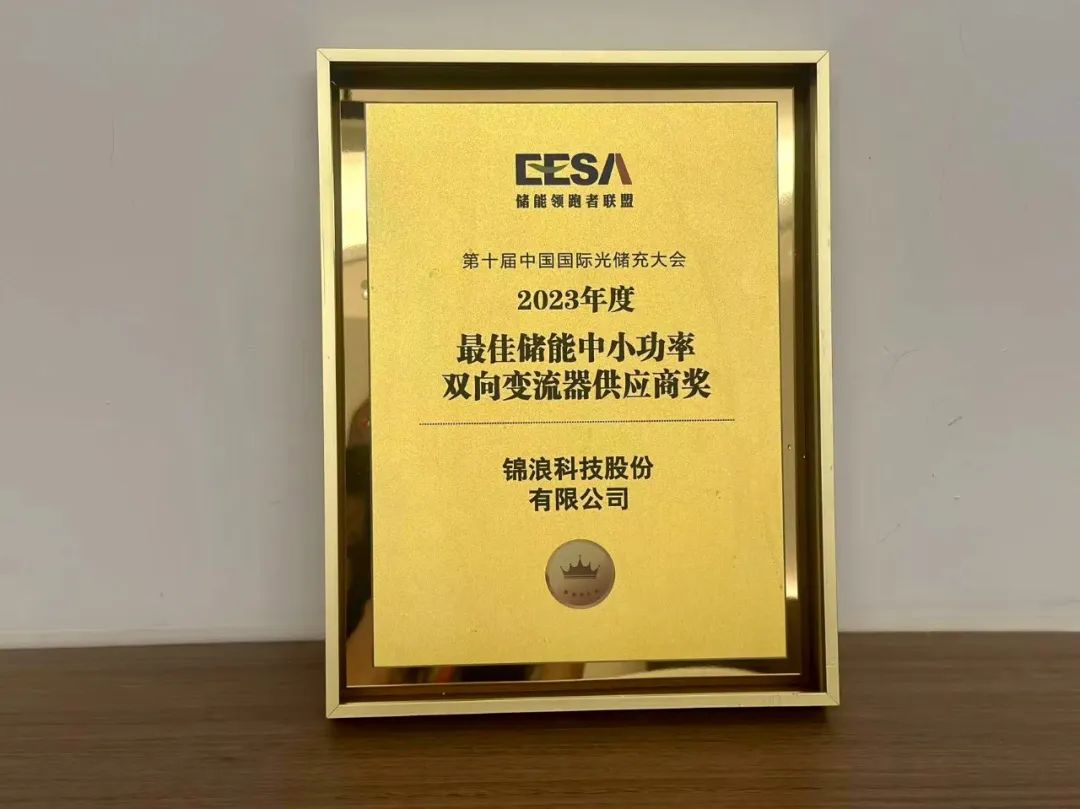 EESA
储能领跑者联盟
第十届中国国际光储充大会
2023年度
最佳储能中小功率
双向变流器供应商奖
锦浪科技股份
有限公司